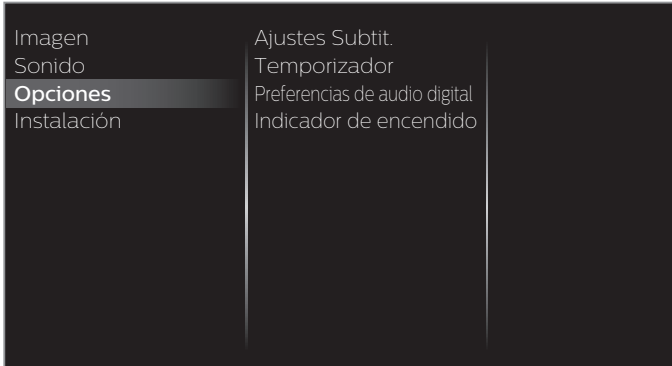 Imagen
Sonido
Opciones
Instalación
Ajustes Subtit.
Temporizador
Preferencias de audio digital
Indicador de encendido